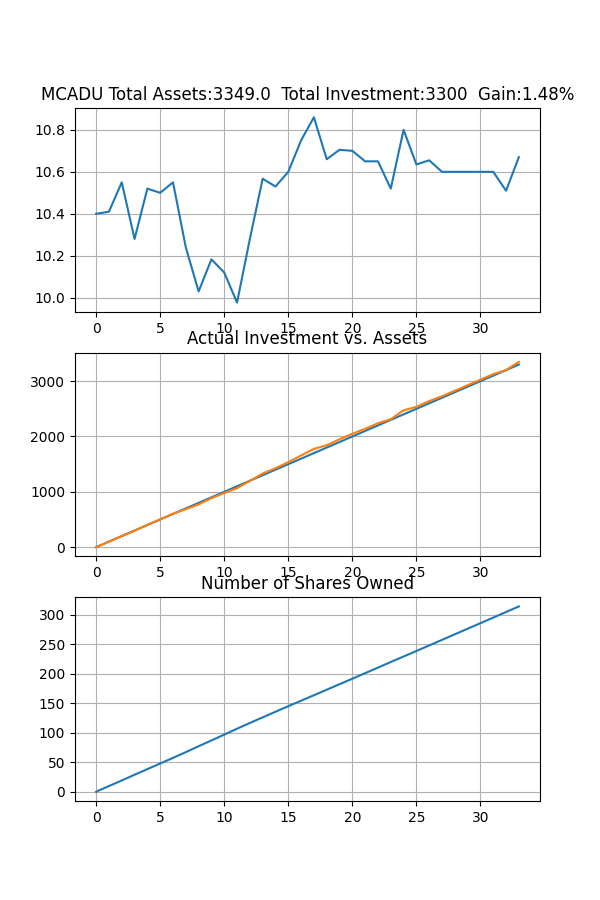 MCADU Total Assets:3349.0  Total Investment:3300  Gain:1.48%
10.8
10.6
10.4
10.2
10.0
0 5 10 15 20 25 30
Actual Investment vs. Assets
3000
2000
1000
0
0 5 10 15 20 25 30
Number of Shares Owned
300
250
200
150
100
50
0
0 5 10 15 20 25 30